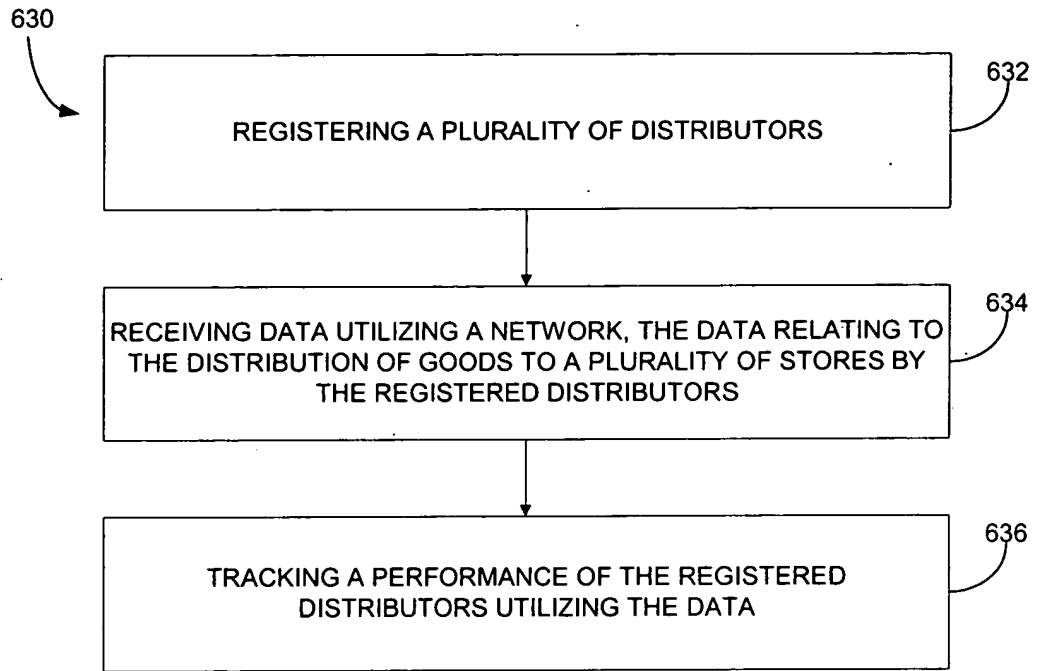 630
632
REGISTERING A PLURALITY OF DISTRIBUTORS
634
RECEIVING DATA UTILIZING A NETWORK, THE DATA RELATING TO
THE DISTRIBUTION OF GOODS TO A PLURALITY OF STORES BY
THE REGISTERED DISTRIBUTORS
636
TRACKING A PERFORMANCE OF THE REGISTERED
DISTRIBUTORS UTILIZING THE DATA